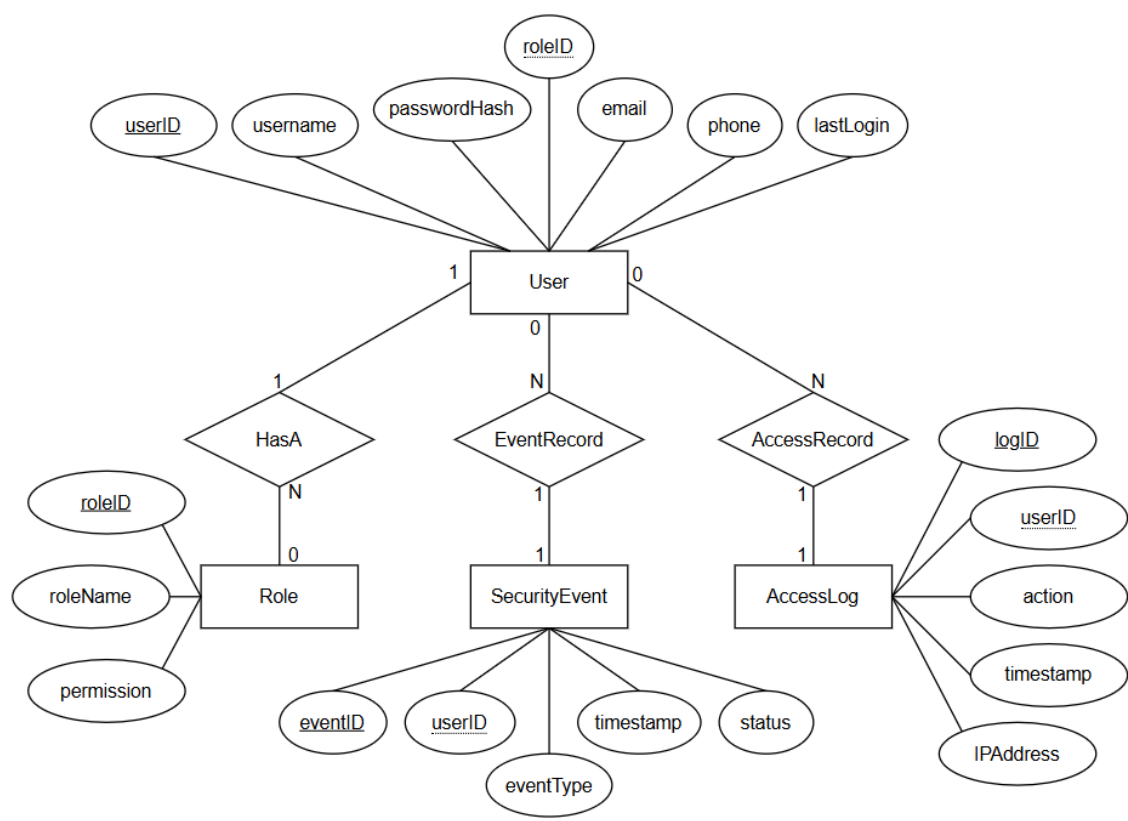 roleID
passwordHash
email
userID
username
phone
lastLogin
1
User
0
0
1
N
N
HasA
EventRecord
AccessRecord
logID
N
1
1
roleID
userID
0
1
1
roleName
Role
SecurityEvent
AccessLog
action
permission
timestamp
eventID
userID
timestamp
status
IPAddress
eventType